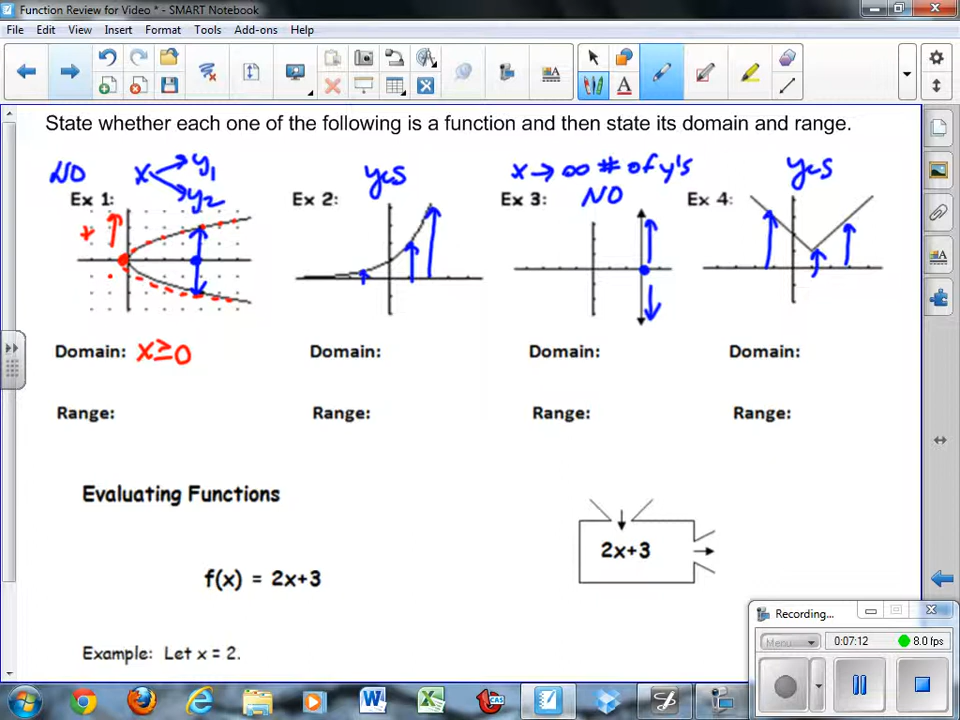 Function Review for Video * - SMART Notebook
File Edit View Insert Format Tools Add-ons Help
State whether each one of the following is a function and then state its domain and range.
NO x y1 y2
yes
x → ∞ # of y's
NO
yes
Ex 1: Ex 2: Ex 3: Ex 4:
+
Domain: x≥0 Domain: Domain: Domain:
Range: Range: Range: Range:
Evaluating Functions
2x+3
f(x) = 2x+3
Example: Let x = 2.
Recording...
Menu 0:07:12 8.0 fps